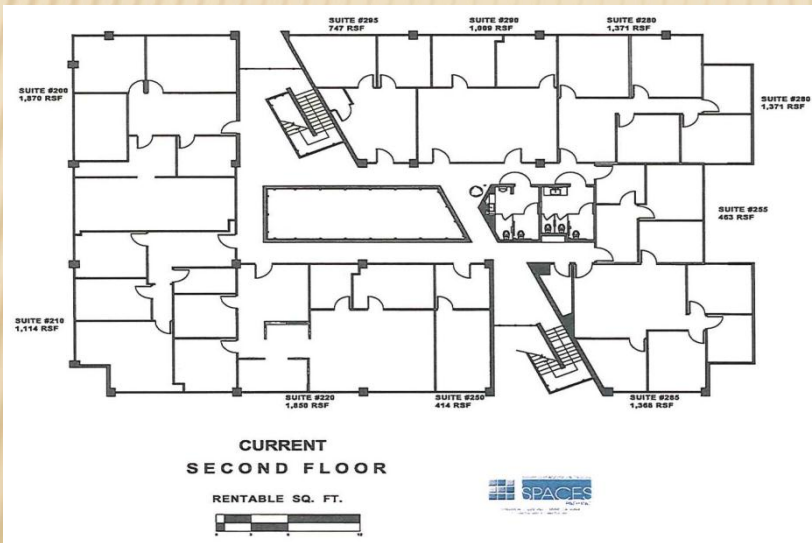 SUITE #295
747 RSF
SUITE #290
1,089 RSF
SUITE #280
1,371 RSF
SUITE #200
1,870 RSF
SUITE #280
1,371 RSF
SUITE #255
463 RSF
SUITE #210
1,114 RSF
SUITE #220
1,850 RSF
SUITE #250
414 RSF
SUITE #265
1,368 RSF
CURRENT
SECOND FLOOR
RENTABLE SQ. FT.
SPACES